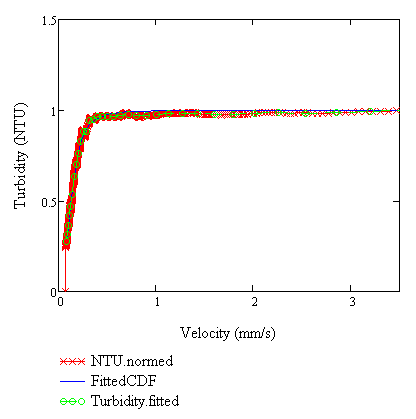 1.5
1
0.5
0
Turbidity (NTU)
0 1 2 3
Velocity (mm/s)
NTU.normed
FittedCDF
Turbidity.fitted